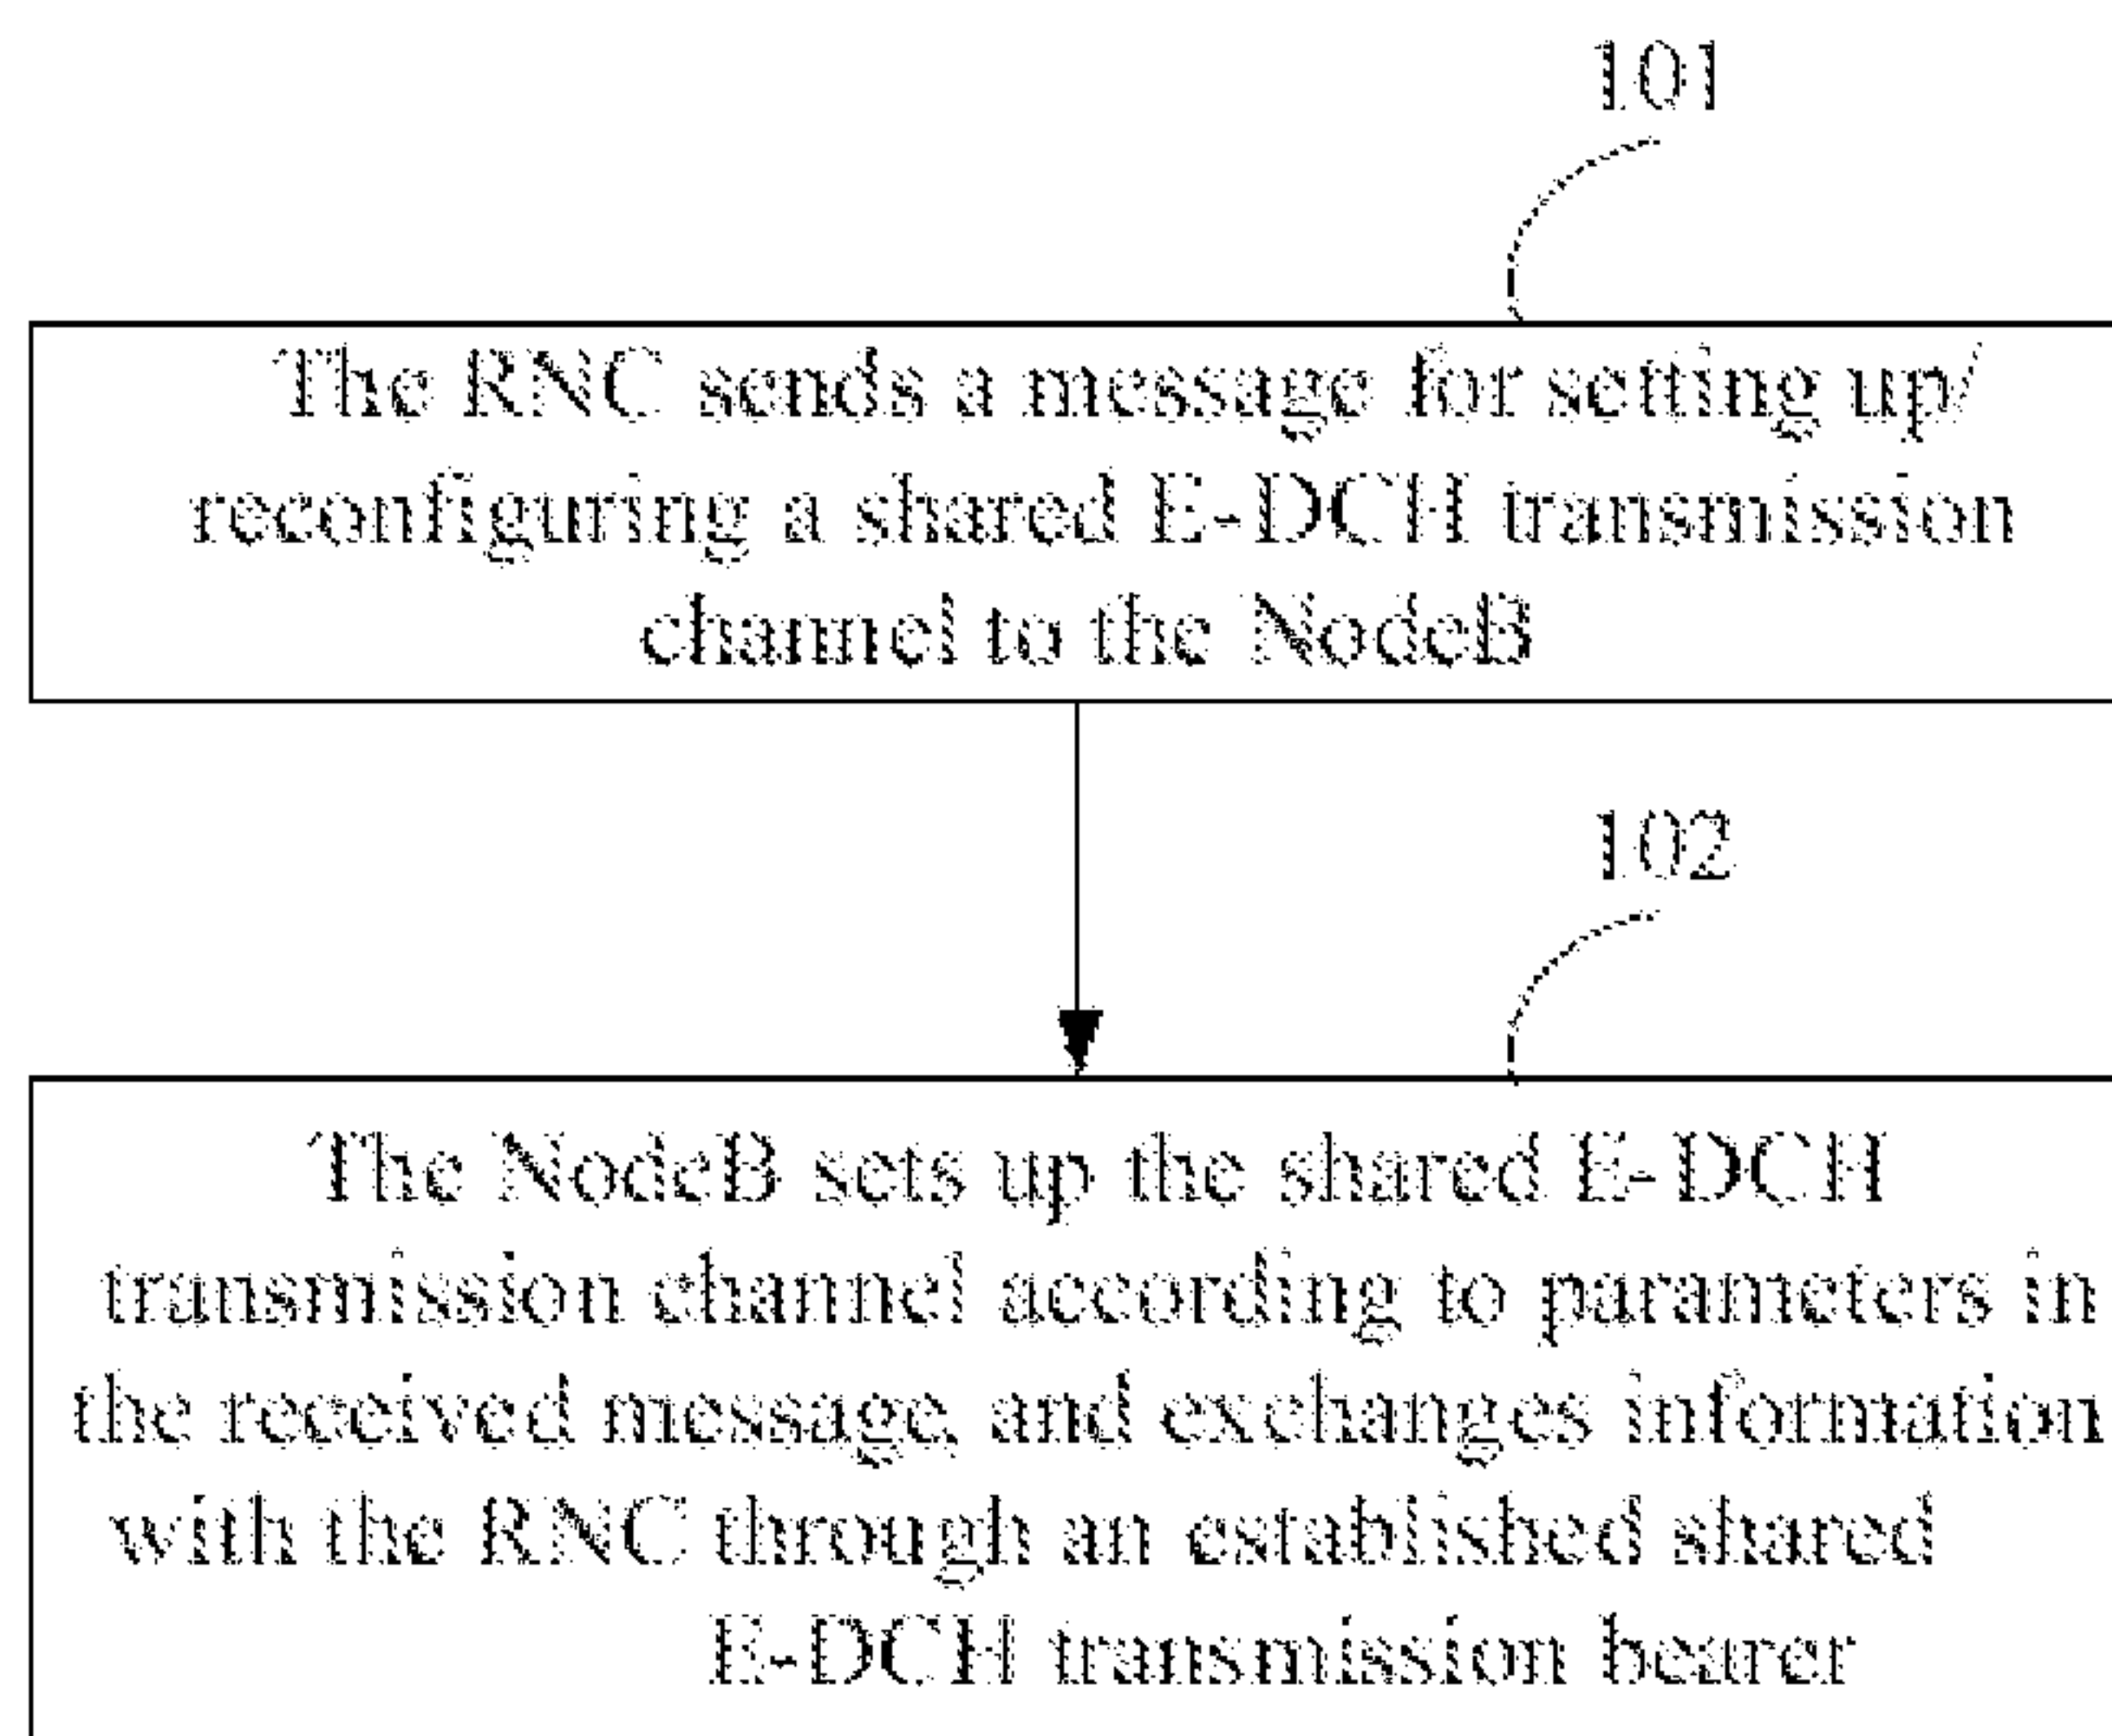 101
The RNC sends a message for setting up/
reconfiguring a shared E-DCH transmission
channel to the NodeB
102
The NodeB sets up the shared E-DCH
transmission channel according to parameters in
the received message, and exchanges information
with the RNC through an established shared
E-DCH transmission bearer